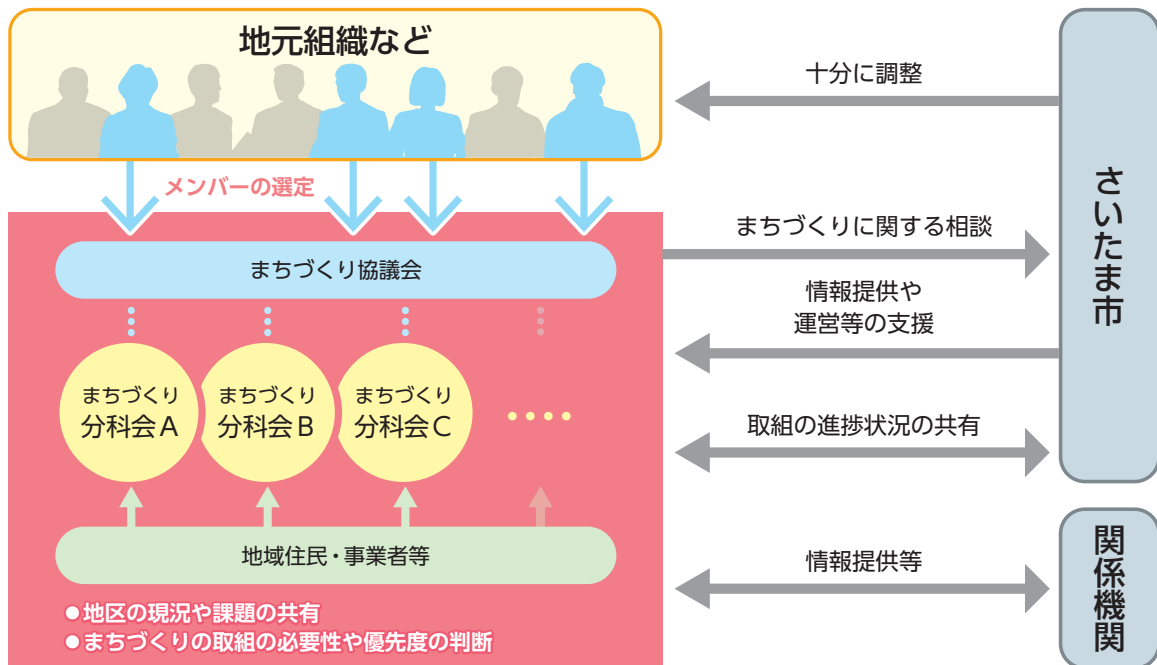 地元組織など
メンバーの選定
まちづくり協議会
まちづくり
分科会A
まちづくり
分科会B
まちづくり
分科会C
地域住民・事業者等
●地区の現況や課題の共有
●まちづくりの取組の必要性や優先度の判断
十分に調整
まちづくりに関する相談
情報提供や
運営等の支援
取組の進捗状況の共有
情報提供等
さいたま市
関係機関